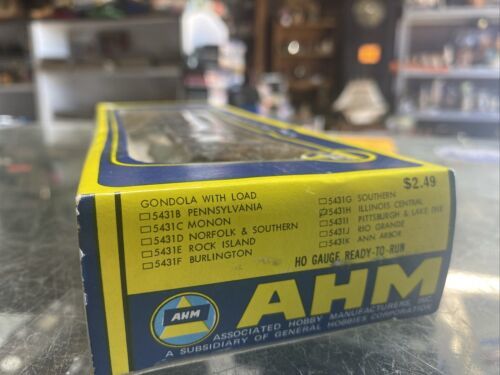 $2.49
GONDOLA WITH LOAD
5431B PENNSYLVANIA
5431C MONON
5431D NORFOLK & SOUTHERN
5431E ROCK ISLAND
5431F BURLINGTON
5431G SOUTHERN
5431H ILLINOIS CENTRAL
5431I PITTSBURGH & LAKE ERIE
5431J RIO GRANDE
5431K ANN ARBOR
HO GAUGE READY-TO-RUN
AHM
AHM
ASSOCIATED HOBBY MANUFACTURERS, INC.
A SUBSIDIARY OF GENERAL HOBBIES CORPORATION